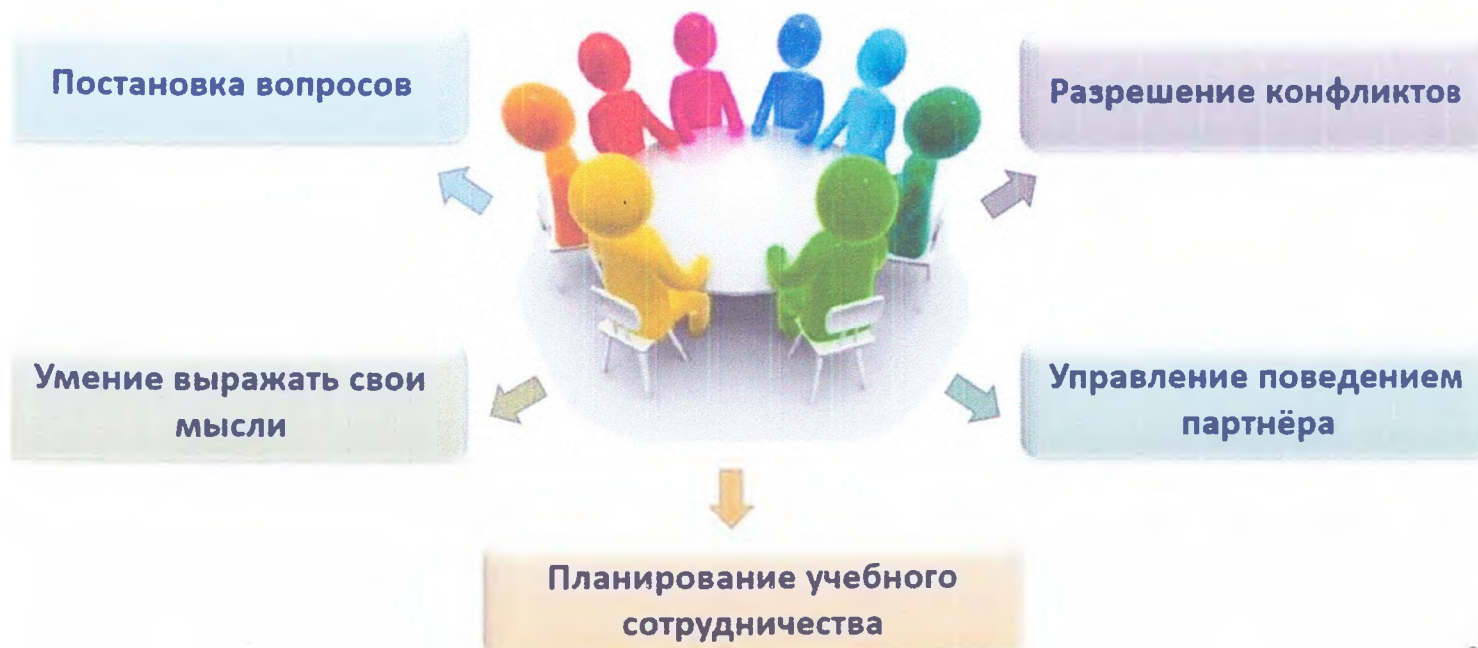 Постановка вопросов
Разрешение конфликтов
Умение выражать свои
мысли
Управление поведением
партнёра
Планирование учебного
сотрудничества